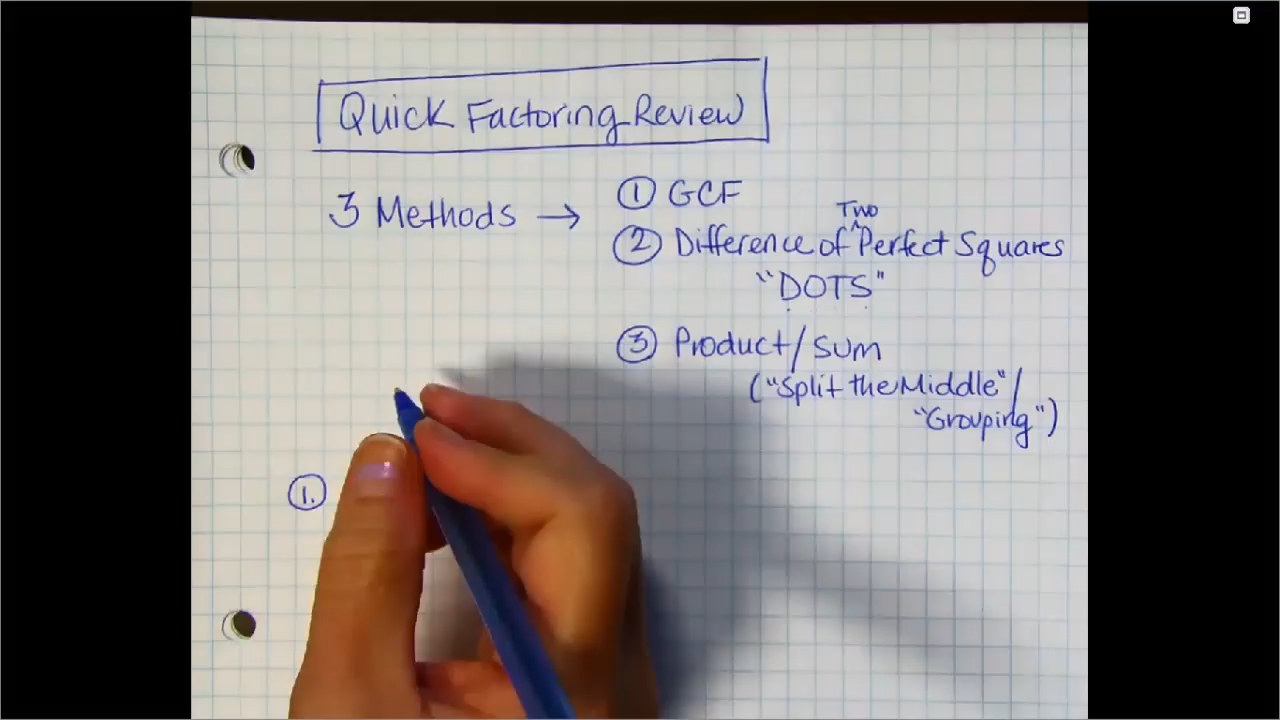 Quick Factoring Review
3 Methods → ① GCF
Two
② Difference of ^ Perfect Squares
"DOTS"
③ Product/Sum
("Split the Middle"/
"Grouping")
①.